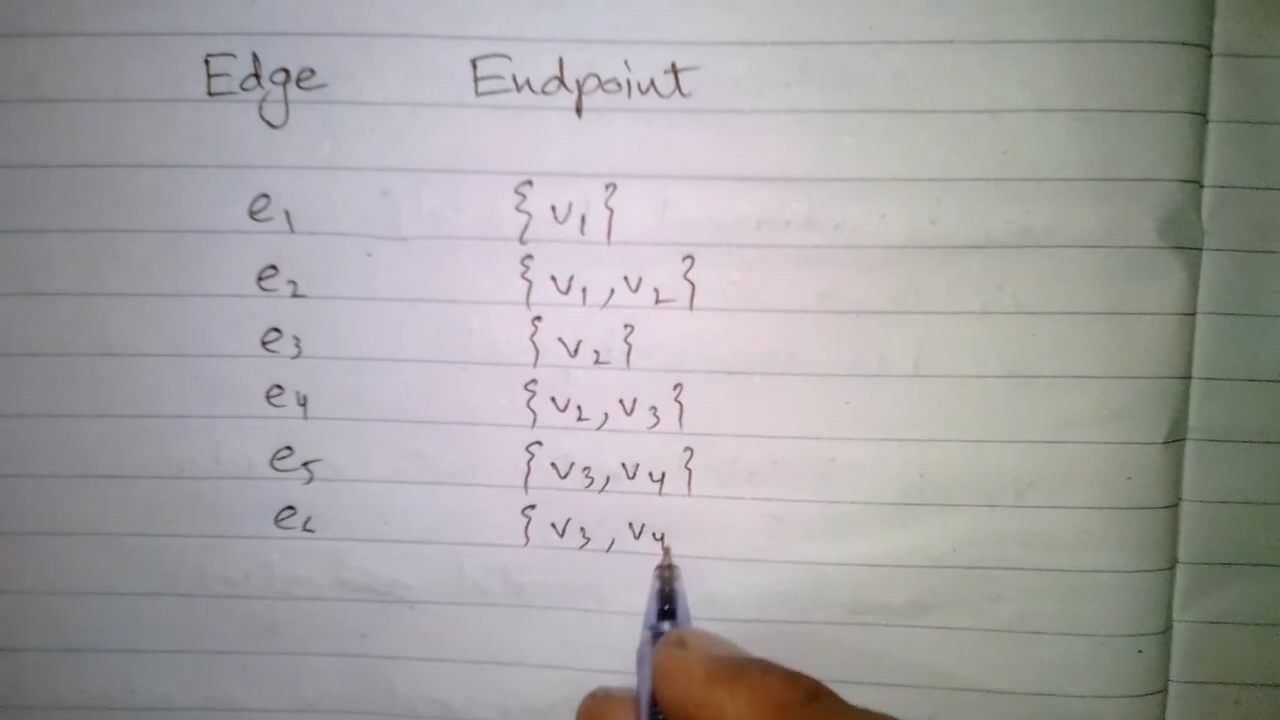 Edge Endpoint
e₁ {v₁}
e₂ {v₁, v₂}
e₃ {v₂}
e₄ {v₂, v₃}
e₅ {v₃, v₄}
e₆ {v₃, v₄